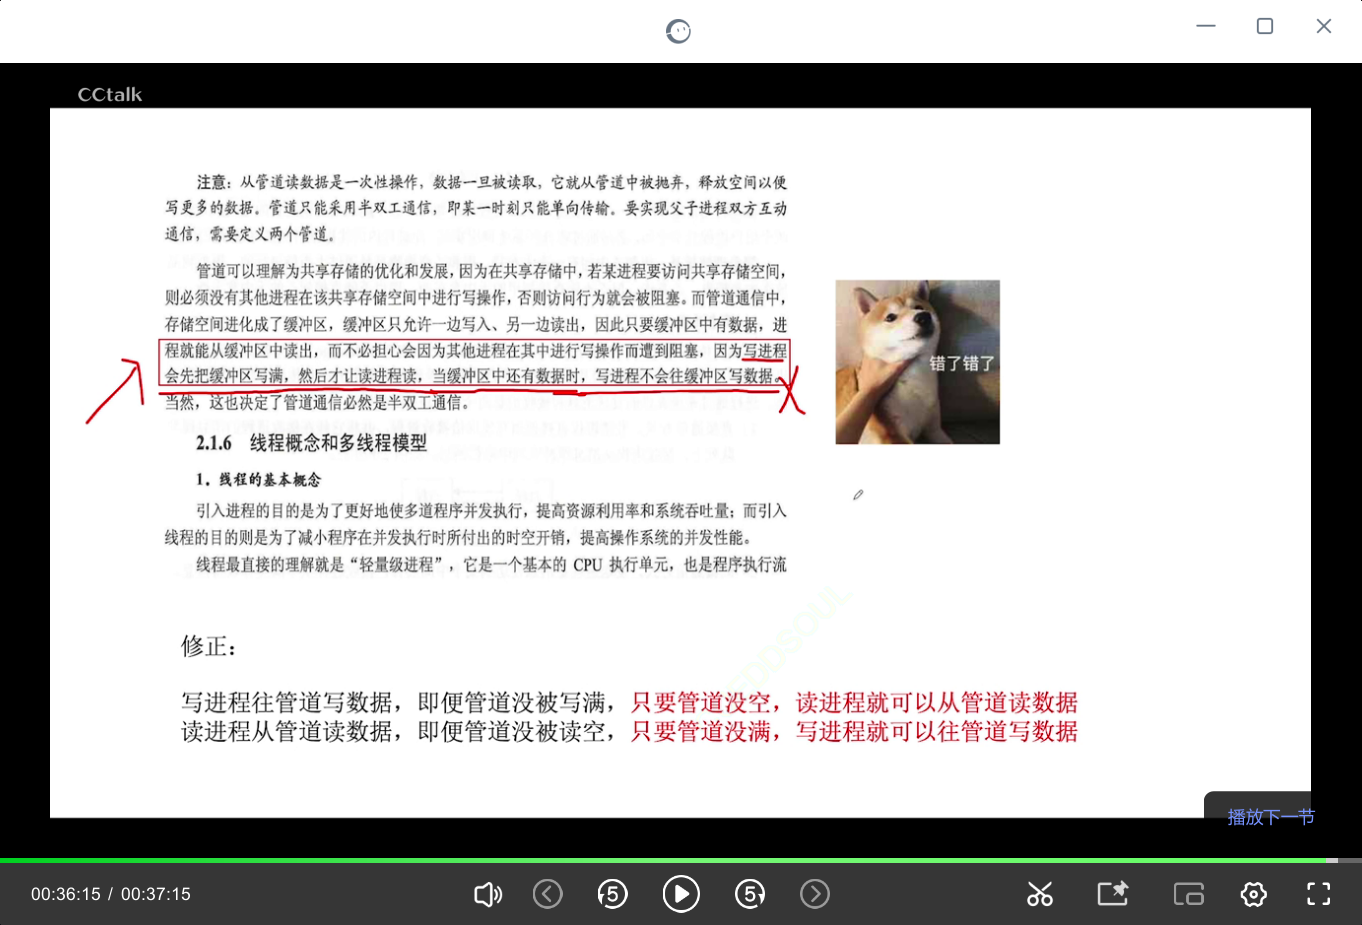 CCtalk
注意：从管道读数据是一次性操作，数据一旦被读取，它就从管道中被抛弃，释放空间以便
写更多的数据。管道只能采用半双工通信，即某一时刻只能单向传输。要实现父子进程双方互动
通信，需要定义两个管道。
管道可以理解为共享存储的优化和发展，因为在共享存储中，若某进程要访问共享存储空间，
则必须没有其他进程在该共享存储空间中进行写操作，否则访问行为就会被阻塞。而管道通信中，
存储空间进化成了缓冲区，缓冲区只允许一边写入、另一边读出，因此只要缓冲区中有数据，进
程就能从缓冲区中读出，而不必担心会因为其他进程在其中进行写操作而遭到阻塞，因为写进程
会先把缓冲区写满，然后才让读进程读，当缓冲区中还有数据时，写进程不会往缓冲区写数据。
当然，这也决定了管道通信必然是半双工通信。
错了错了
2.1.6 线程概念和多线程模型
1. 线程的基本概念
引入进程的目的是为了更好地使多道程序并发执行，提高资源利用率和系统吞吐量；而引入
线程的目的则是为了减小程序在并发执行时所付出的时空开销，提高操作系统的并发性能。
线程最直接的理解就是“轻量级进程”，它是一个基本的 CPU 执行单元，也是程序执行流
修正：
写进程往管道写数据，即便管道没被写满，只要管道没空，读进程就可以从管道读数据
读进程从管道读数据，即便管道没被读空，只要管道没满，写进程就可以往管道写数据
播放下一节
00:36:15 / 00:37:15
5
5